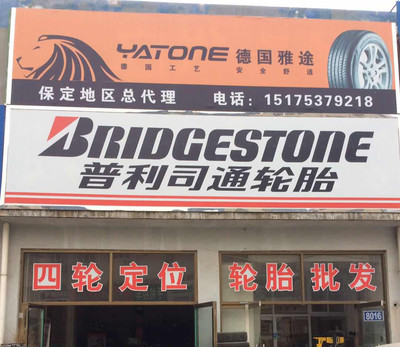 YATONE 德国雅途
德国工艺 安全舒适
保定地区总代理 电话：15175379218
BRIDGESTONE
普利司通轮胎
四轮定位 轮胎批发
8016